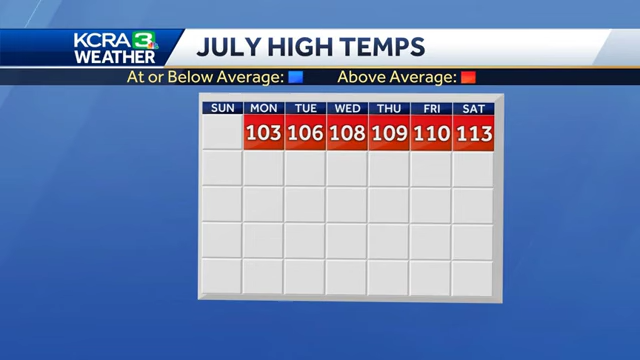 KCRA 3
WEATHER
JULY HIGH TEMPS
At or Below Average: Above Average:
SUN MON TUE WED THU FRI SAT
103 106 108 109 110 113